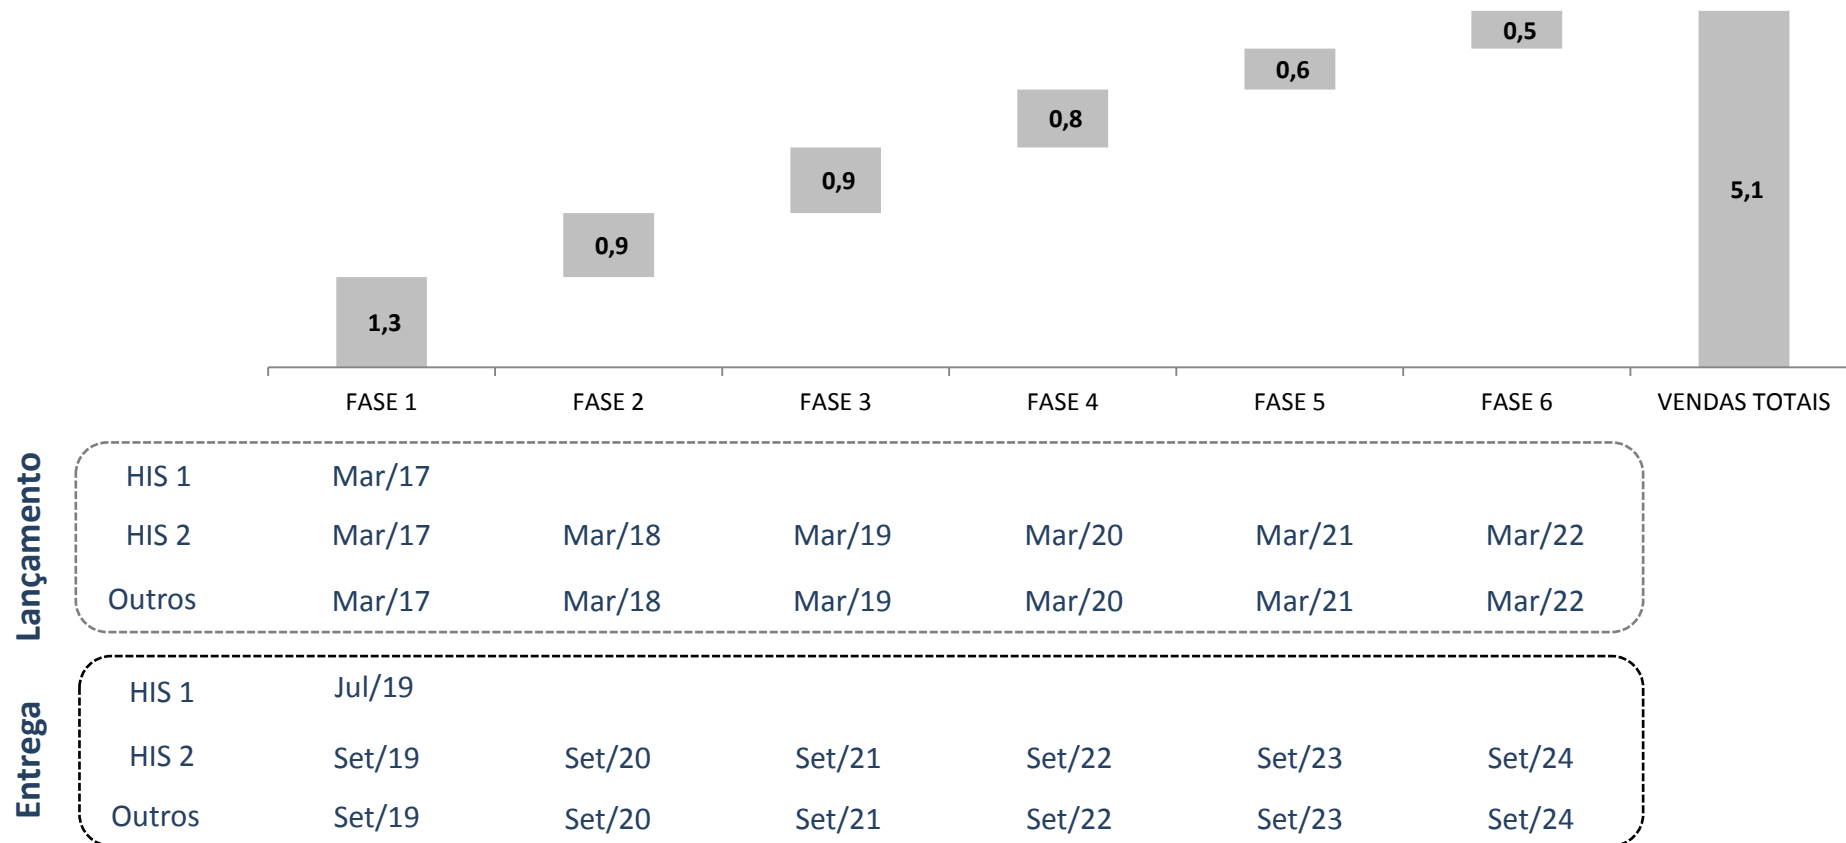 0,5
0,6
0,8
0,9
0,9
1,3
5,1
FASE 1 FASE 2 FASE 3 FASE 4 FASE 5 FASE 6 VENDAS TOTAIS
Lançamento
HIS 1 Mar/17
HIS 2 Mar/17 Mar/18 Mar/19 Mar/20 Mar/21 Mar/22
Outros Mar/17 Mar/18 Mar/19 Mar/20 Mar/21 Mar/22
Entrega
HIS 1 Jul/19
HIS 2 Set/19 Set/20 Set/21 Set/22 Set/23 Set/24
Outros Set/19 Set/20 Set/21 Set/22 Set/23 Set/24